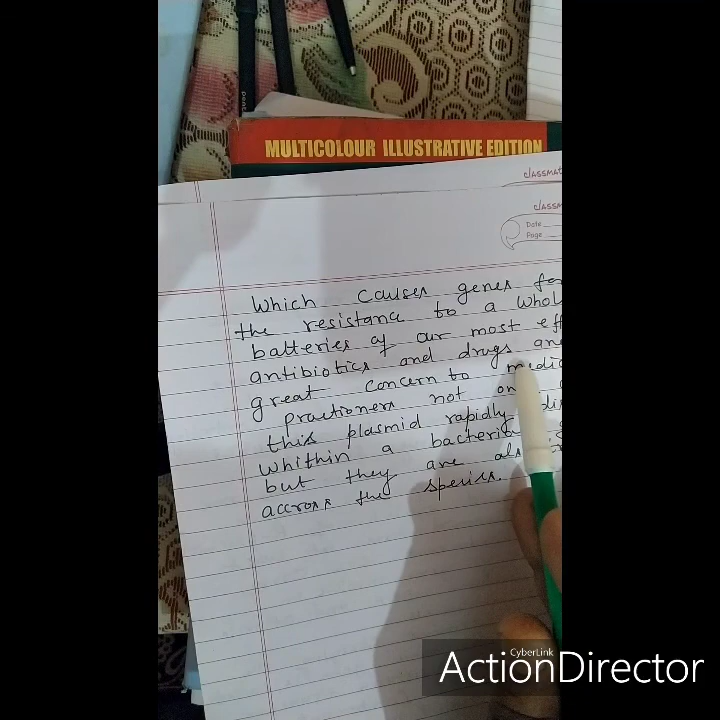 MULTICOLOUR ILLUSTRATIVE EDITION
Date
Page
Which causes genes for
the resistance to a
batteries of our most
antibiotics and drugs
great concern to
practioners not
this plasmid rapidly
whithin a
but they are
accross the species.
CyberLink
ActionDirector